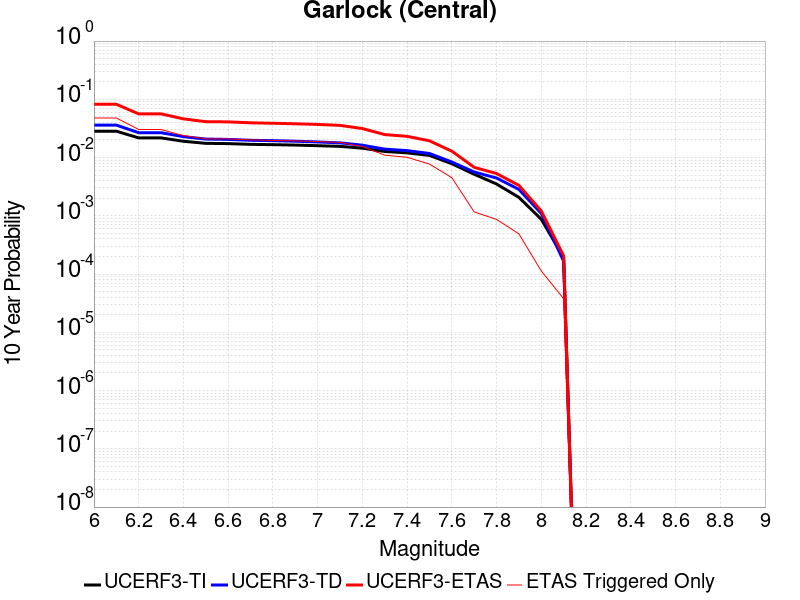 Garlock (Central)
10 Year Probability
10^0
10^-1
10^-2
10^-3
10^-4
10^-5
10^-6
10^-7
10^-8
6 6.2 6.4 6.6 6.8 7 7.2 7.4 7.6 7.8 8 8.2 8.4 8.6 8.8 9
Magnitude
UCERF3-TI UCERF3-TD UCERF3-ETAS ETAS Triggered Only